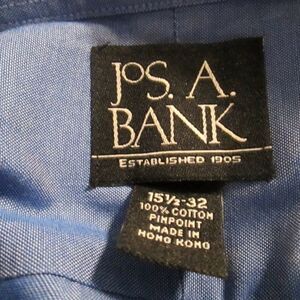 JOS. A.
BANK
ESTABLISHED 1905
15½-32
100% COTTON
PINPOINT
MADE IN
HONG KONG